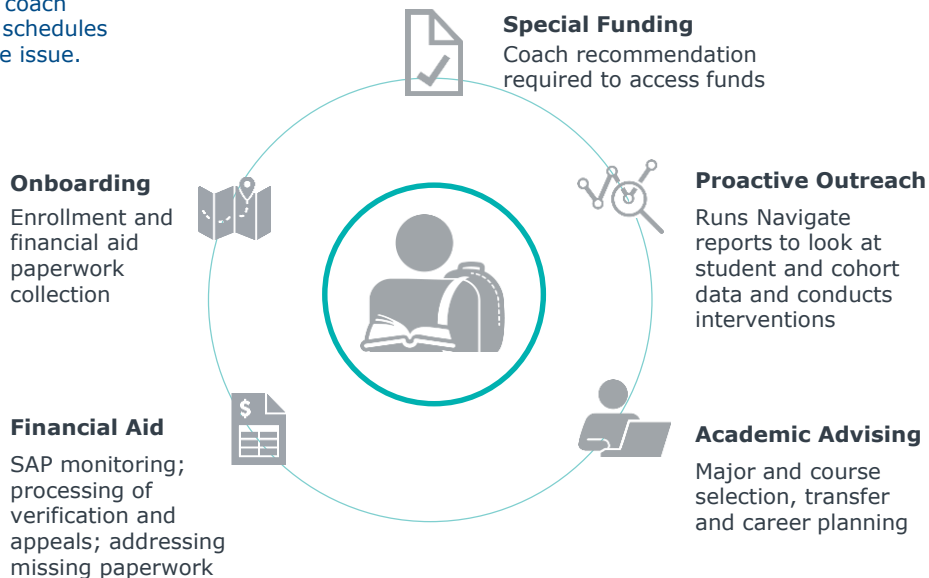 coach
schedules
e issue.
Special Funding
Coach recommendation
required to access funds
Onboarding
Enrollment and
financial aid
paperwork
collection
Proactive Outreach
Runs Navigate
reports to look at
student and cohort
data and conducts
interventions
$
Financial Aid
SAP monitoring;
processing of
verification and
appeals; addressing
missing paperwork
Academic Advising
Major and course
selection, transfer
and career planning